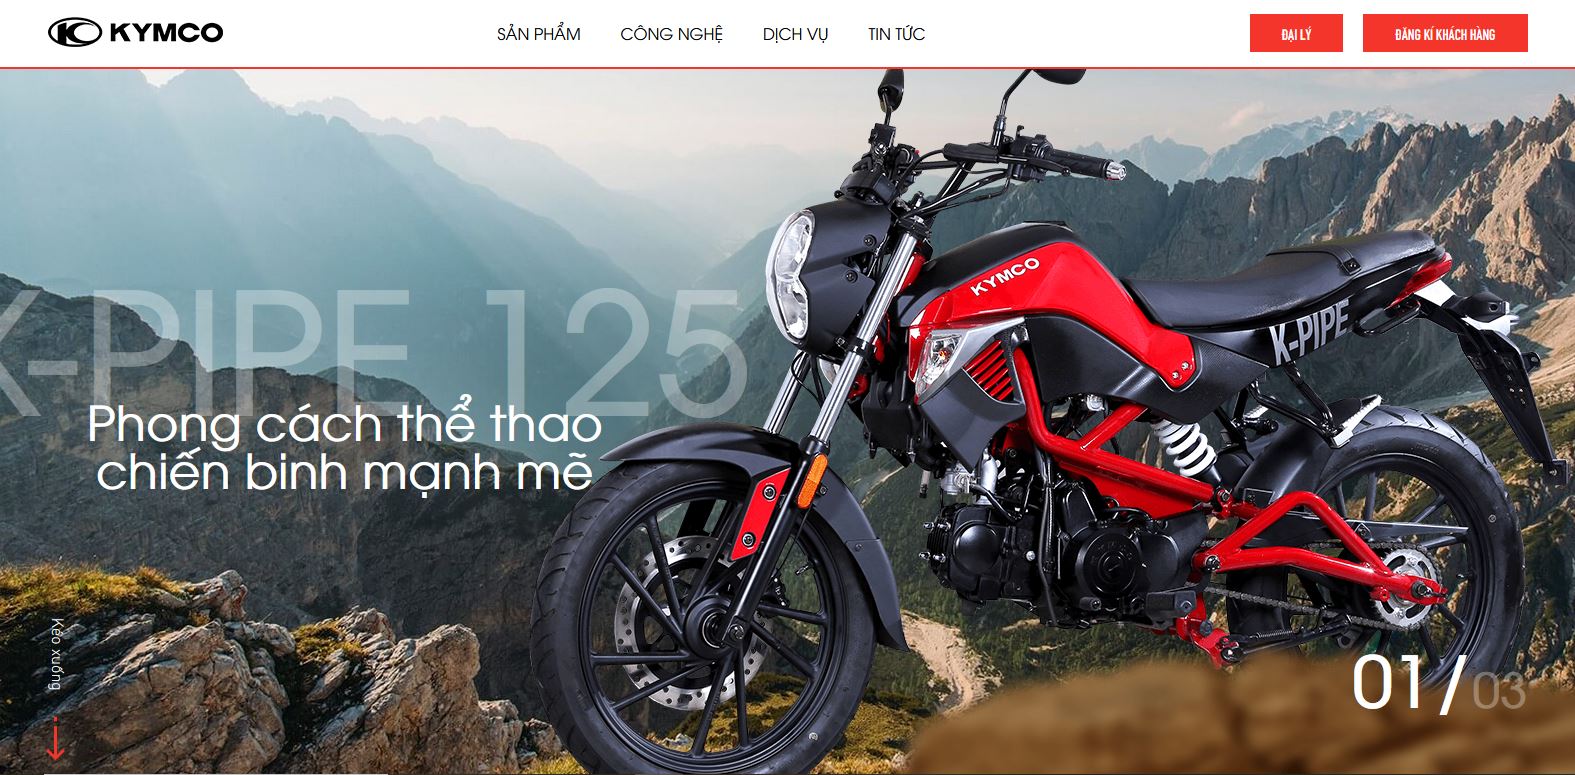 KYMCO
SẢN PHẨM
CÔNG NGHỆ
DỊCH VỤ
TIN TỨC
ĐẠI LÝ
ĐĂNG KÍ KHÁCH HÀNG
KYMCO
K-PIPE
K-PIPE 125
Phong cách thể thao
chiến binh mạnh mẽ
Kéo xuống
01/03